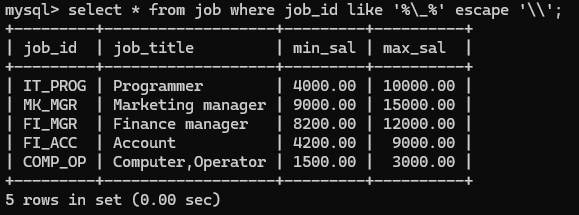 mysql> select * from job where job_id like '%\_%' escape '\\';
+---------+-------------------+---------+----------+
| job_id  | job_title         | min_sal | max_sal  |
+---------+-------------------+---------+----------+
| IT_PROG | Programmer        | 4000.00 | 10000.00 |
| MK_MGR  | Marketing manager | 9000.00 | 15000.00 |
| FI_MGR  | Finance manager   | 8200.00 | 12000.00 |
| FI_ACC  | Account           | 4200.00 |  9000.00 |
| COMP_OP | Computer,Operator | 1500.00 |  3000.00 |
+---------+-------------------+---------+----------+
5 rows in set (0.00 sec)